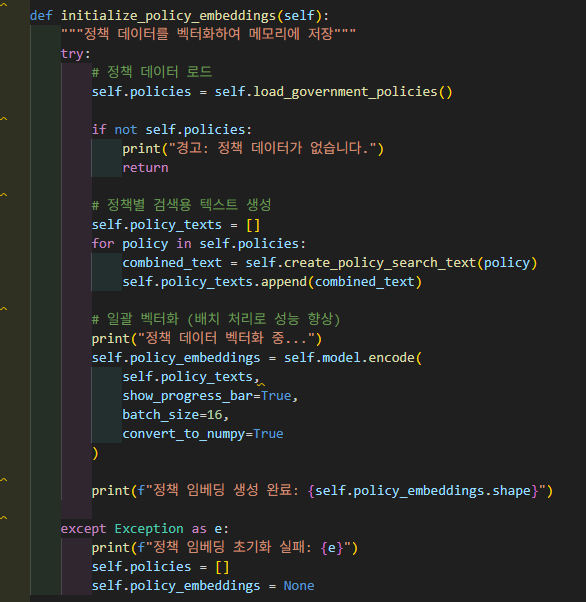 def initialize_policy_embeddings(self):
    """정책 데이터를 벡터화하여 메모리에 저장"""
    try:
        # 정책 데이터 로드
        self.policies = self.load_government_policies()
        if not self.policies:
            print("경고: 정책 데이터가 없습니다.")
            return
        # 정책별 검색용 텍스트 생성
        self.policy_texts = []
        for policy in self.policies:
            combined_text = self.create_policy_search_text(policy)
            self.policy_texts.append(combined_text)
        # 일괄 벡터화 (배치 처리로 성능 향상)
        print("정책 데이터 벡터화 중...")
        self.policy_embeddings = self.model.encode(
            self.policy_texts,
            show_progress_bar=True,
            batch_size=16,
            convert_to_numpy=True
        )
        print(f"정책 임베딩 생성 완료: {self.policy_embeddings.shape}")
    except Exception as e:
        print(f"정책 임베딩 초기화 실패: {e}")
        self.policies = []
        self.policy_embeddings = None